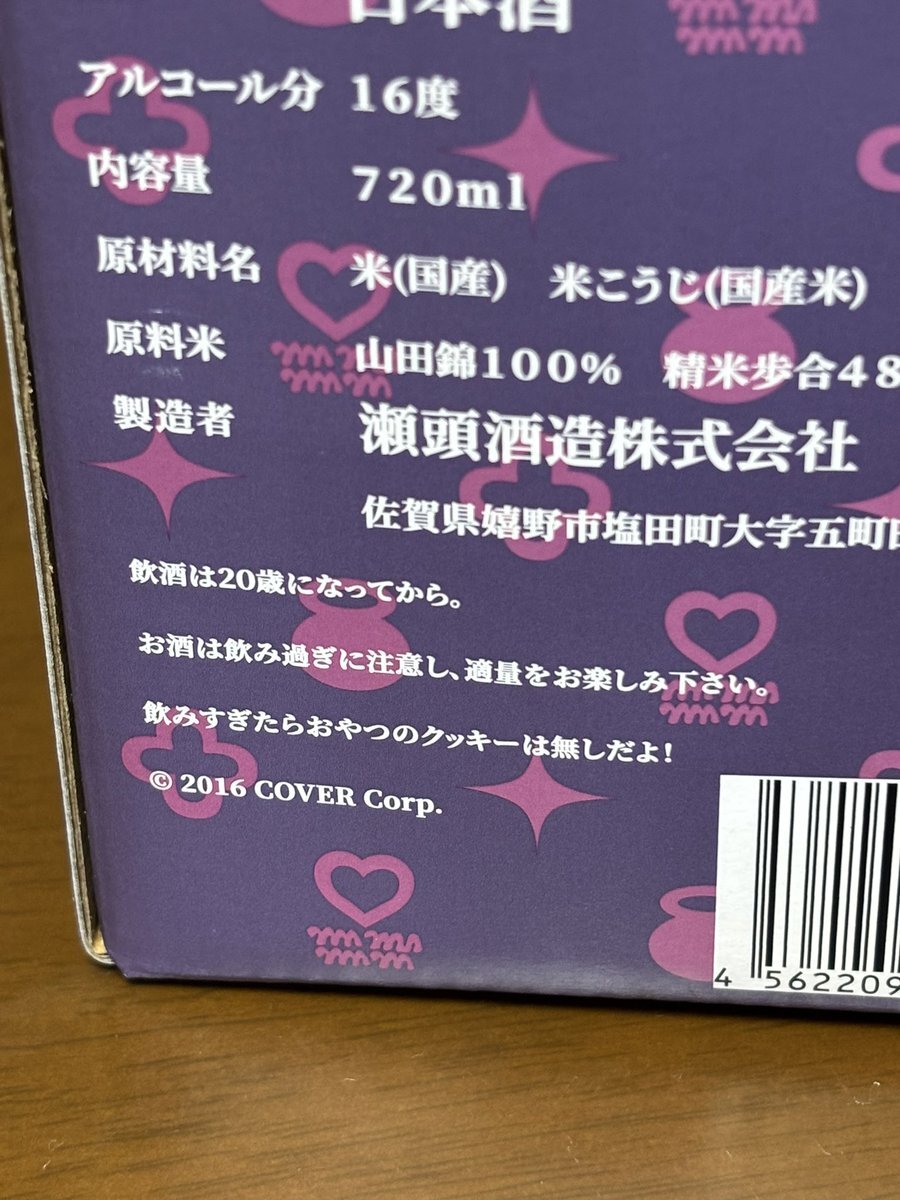 日本酒
アルコール分 16度
内容量 720ml
原材料名 米(国産) 米こうじ(国産米)
原料米 山田錦100% 精米歩合48
製造者 瀬頭酒造株式会社
佐賀県嬉野市塩田町大字五町田
飲酒は20歳になってから。
お酒は飲み過ぎに注意し、適量をお楽しみ下さい。
飲みすぎたらおやつのクッキーは無しだよ!
© 2016 COVER Corp.
4 562209